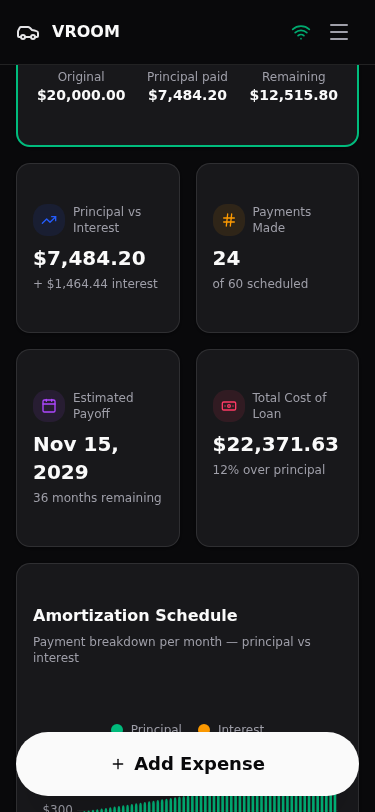 VROOM
Original
Principal paid
Remaining
$20,000.00
$7,484.20
$12,515.80
Principal vs
Interest
$7,484.20
+ $1,464.44 interest
Payments
Made
24
of 60 scheduled
Estimated
Payoff
Nov 15,
2029
36 months remaining
Total Cost of
Loan
$22,371.63
12% over principal
Amortization Schedule
Payment breakdown per month — principal vs
interest
Principal
Interest
+ Add Expense
$300